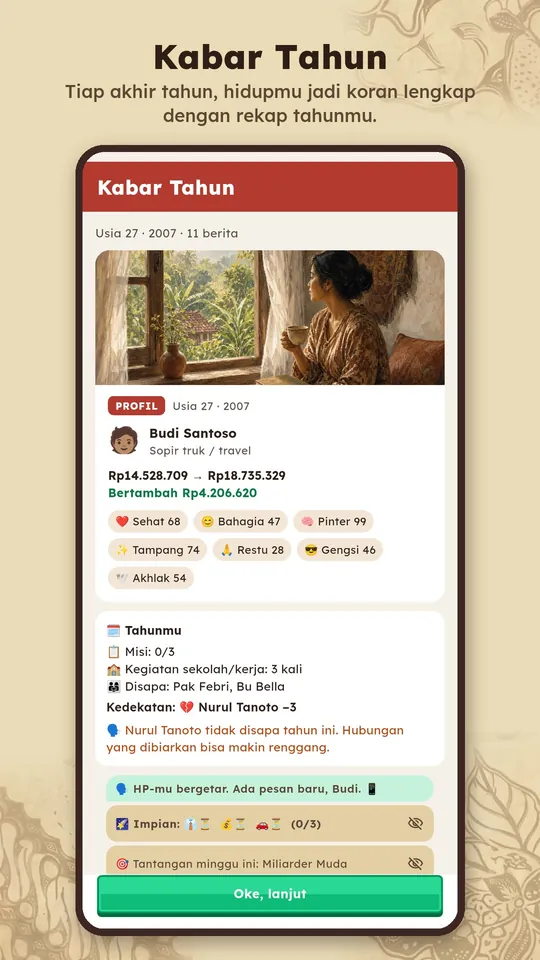 Kabar Tahun
Tiap akhir tahun, hidupmu jadi koran lengkap
dengan rekap tahunmu.
Kabar Tahun
Usia 27 · 2007 · 11 berita
PROFIL Usia 27 · 2007
Budi Santoso
Sopir truk / travel
Rp14.528.709 → Rp18.735.329
Bertambah Rp4.206.620
❤️ Sehat 68 😊 Bahagia 47 🧠 Pinter 99
✨ Tampang 74 🙏 Restu 28 😎 Gengsi 46
🕊️ Akhlak 54
🗓️ Tahunmu
📋 Misi: 0/3
🏫 Kegiatan sekolah/kerja: 3 kali
👨‍👩‍👧 Disapa: Pak Febri, Bu Bella
Kedekatan: 💔 Nurul Tanoto −3
🗣️ Nurul Tanoto tidak disapa tahun ini. Hubungan
yang dibiarkan bisa makin renggang.
🗣️ HP-mu bergetar. Ada pesan baru, Budi. 📱
🌠 Impian: 👔⏳ 💰⏳ 🚗⏳ (0/3)
🎯 Tantangan minggu ini: Miliarder Muda
Oke, lanjut